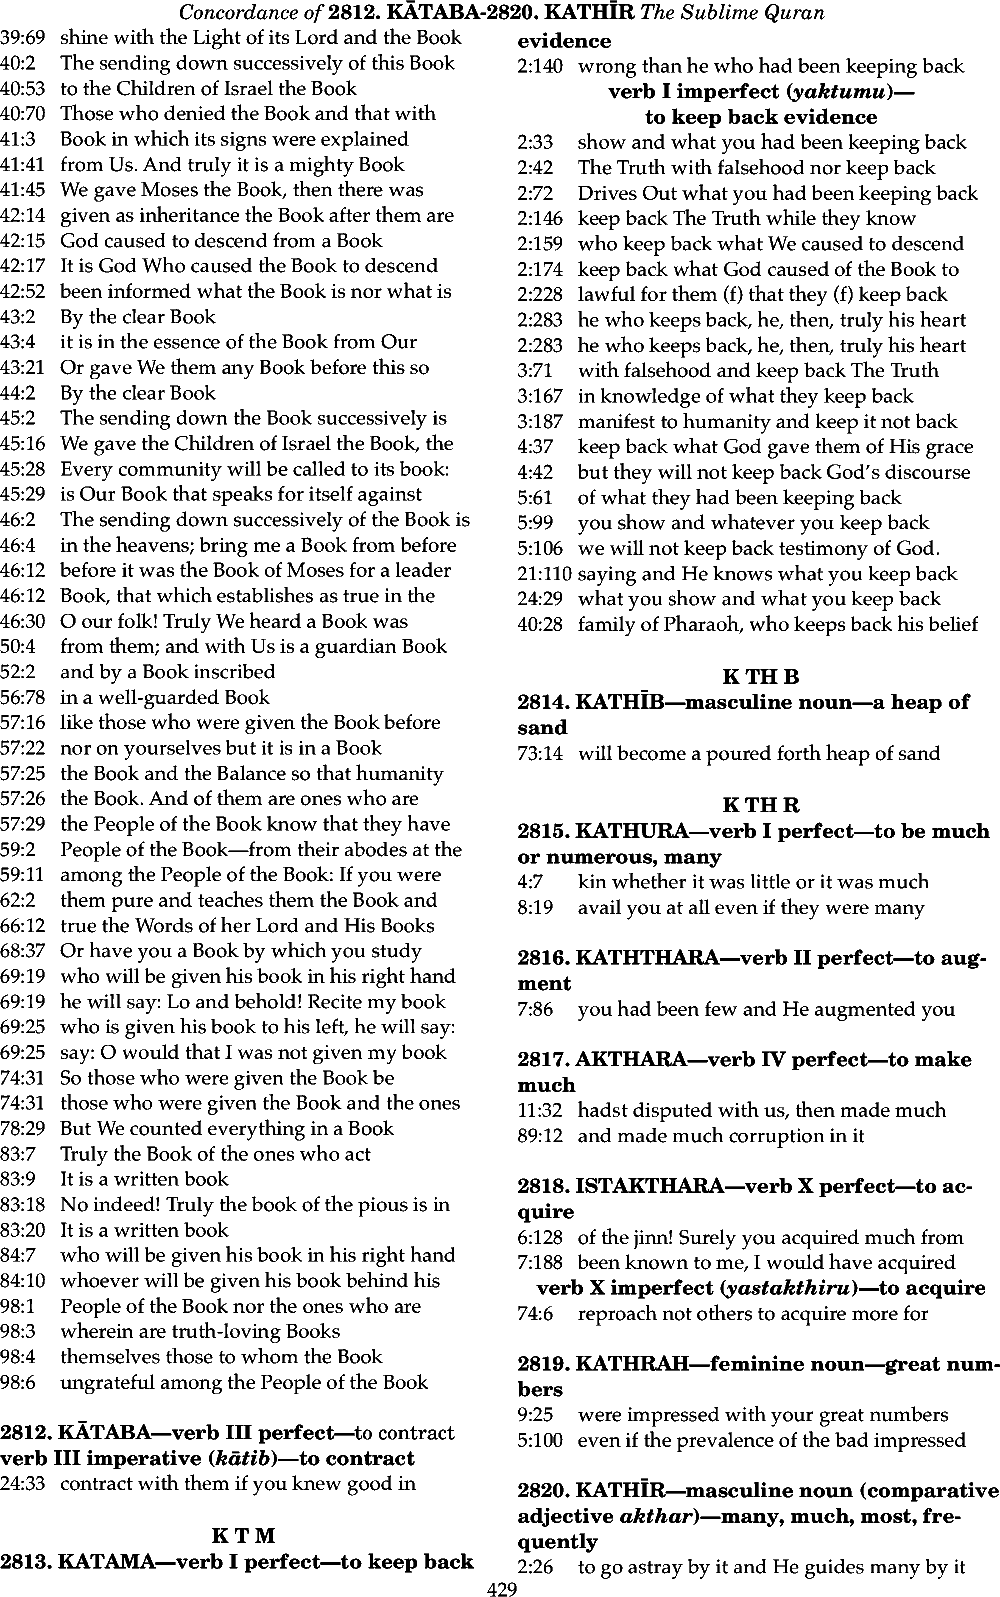 Concordance of 2812. KĀTABA-2820. KATHĪR The Sublime Quran
39:69 shine with the Light of its Lord and the Book
40:2 The sending down successively of this Book
40:53 to the Children of Israel the Book
40:70 Those who denied the Book and that with
41:3 Book in which its signs were explained
41:41 from Us. And truly it is a mighty Book
41:45 We gave Moses the Book, then there was
42:14 given as inheritance the Book after them are
42:15 God caused to descend from a Book
42:17 It is God Who caused the Book to descend
42:52 been informed what the Book is nor what is
43:2 By the clear Book
43:4 it is in the essence of the Book from Our
43:21 Or gave We them any Book before this so
44:2 By the clear Book
45:2 The sending down the Book successively is
45:16 We gave the Children of Israel the Book, the
45:28 Every community will be called to its book:
45:29 is Our Book that speaks for itself against
46:2 The sending down successively of the Book is
46:4 in the heavens; bring me a Book from before
46:12 before it was the Book of Moses for a leader
46:12 Book, that which establishes as true in the
46:30 O our folk! Truly We heard a Book was
50:4 from them; and with Us is a guardian Book
52:2 and by a Book inscribed
56:78 in a well-guarded Book
57:16 like those who were given the Book before
57:22 nor on yourselves but it is in a Book
57:25 the Book and the Balance so that humanity
57:26 the Book. And of them are ones who are
57:29 the People of the Book know that they have
59:2 People of the Book—from their abodes at the
59:11 among the People of the Book: If you were
62:2 them pure and teaches them the Book and
66:12 true the Words of her Lord and His Books
68:37 Or have you a Book by which you study
69:19 who will be given his book in his right hand
69:19 he will say: Lo and behold! Recite my book
69:25 who is given his book to his left, he will say:
69:25 say: O would that I was not given my book
74:31 So those who were given the Book be
74:31 those who were given the Book and the ones
78:29 But We counted everything in a Book
83:7 Truly the Book of the ones who act
83:9 It is a written book
83:18 No indeed! Truly the book of the pious is in
83:20 It is a written book
84:7 who will be given his book in his right hand
84:10 whoever will be given his book behind his
98:1 People of the Book nor the ones who are
98:3 wherein are truth-loving Books
98:4 themselves those to whom the Book
98:6 ungrateful among the People of the Book
2812. KĀTABA—verb III perfect—to contract
verb III imperative (kātib)—to contract
24:33 contract with them if you knew good in
K T M
2813. KATAMA—verb I perfect—to keep back
evidence
2:140 wrong than he who had been keeping back
verb I imperfect (yaktumu)—
to keep back evidence
2:33 show and what you had been keeping back
2:42 The Truth with falsehood nor keep back
2:72 Drives Out what you had been keeping back
2:146 keep back The Truth while they know
2:159 who keep back what We caused to descend
2:174 keep back what God caused of the Book to
2:228 lawful for them (f) that they (f) keep back
2:283 he who keeps back, he, then, truly his heart
2:283 he who keeps back, he, then, truly his heart
3:71 with falsehood and keep back The Truth
3:167 in knowledge of what they keep back
3:187 manifest to humanity and keep it not back
4:37 keep back what God gave them of His grace
4:42 but they will not keep back God's discourse
5:61 of what they had been keeping back
5:99 you show and whatever you keep back
5:106 we will not keep back testimony of God.
21:110 saying and He knows what you keep back
24:29 what you show and what you keep back
40:28 family of Pharaoh, who keeps back his belief
K TH B
2814. KATHĪB—masculine noun—a heap of
sand
73:14 will become a poured forth heap of sand
K TH R
2815. KATHURA—verb I perfect—to be much
or numerous, many
4:7 kin whether it was little or it was much
8:19 avail you at all even if they were many
2816. KATHTHARA—verb II perfect—to aug-
ment
7:86 you had been few and He augmented you
2817. AKTHARA—verb IV perfect—to make
much
11:32 hadst disputed with us, then made much
89:12 and made much corruption in it
2818. ISTAKTHARA—verb X perfect—to ac-
quire
6:128 of the jinn! Surely you acquired much from
7:188 been known to me, I would have acquired
verb X imperfect (yastakthiru)—to acquire
74:6 reproach not others to acquire more for
2819. KATHRAH—feminine noun—great num-
bers
9:25 were impressed with your great numbers
5:100 even if the prevalence of the bad impressed
2820. KATHĪR—masculine noun (comparative
adjective akthar)—many, much, most, fre-
quently
2:26 to go astray by it and He guides many by it
429